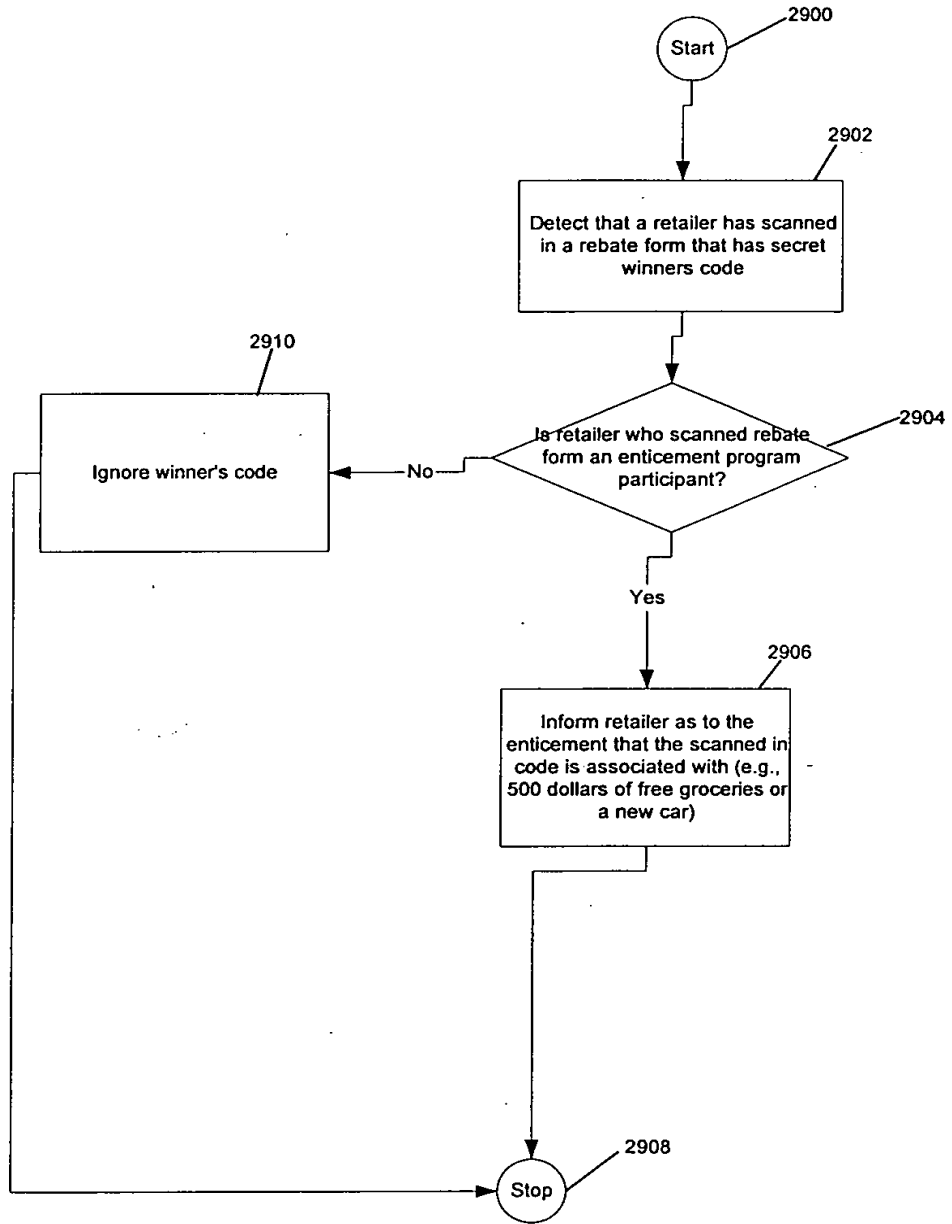 2900
Start
2902
Detect that a retailer has scanned
in a rebate form that has secret
winners code
2910
2904
Is retailer who scanned rebate
form an enticement program
participant?
Ignore winner's code
No
Yes
2906
Inform retailer as to the
enticement that the scanned in
code is associated with (e.g.,
500 dollars of free groceries or
a new car)
2908
Stop